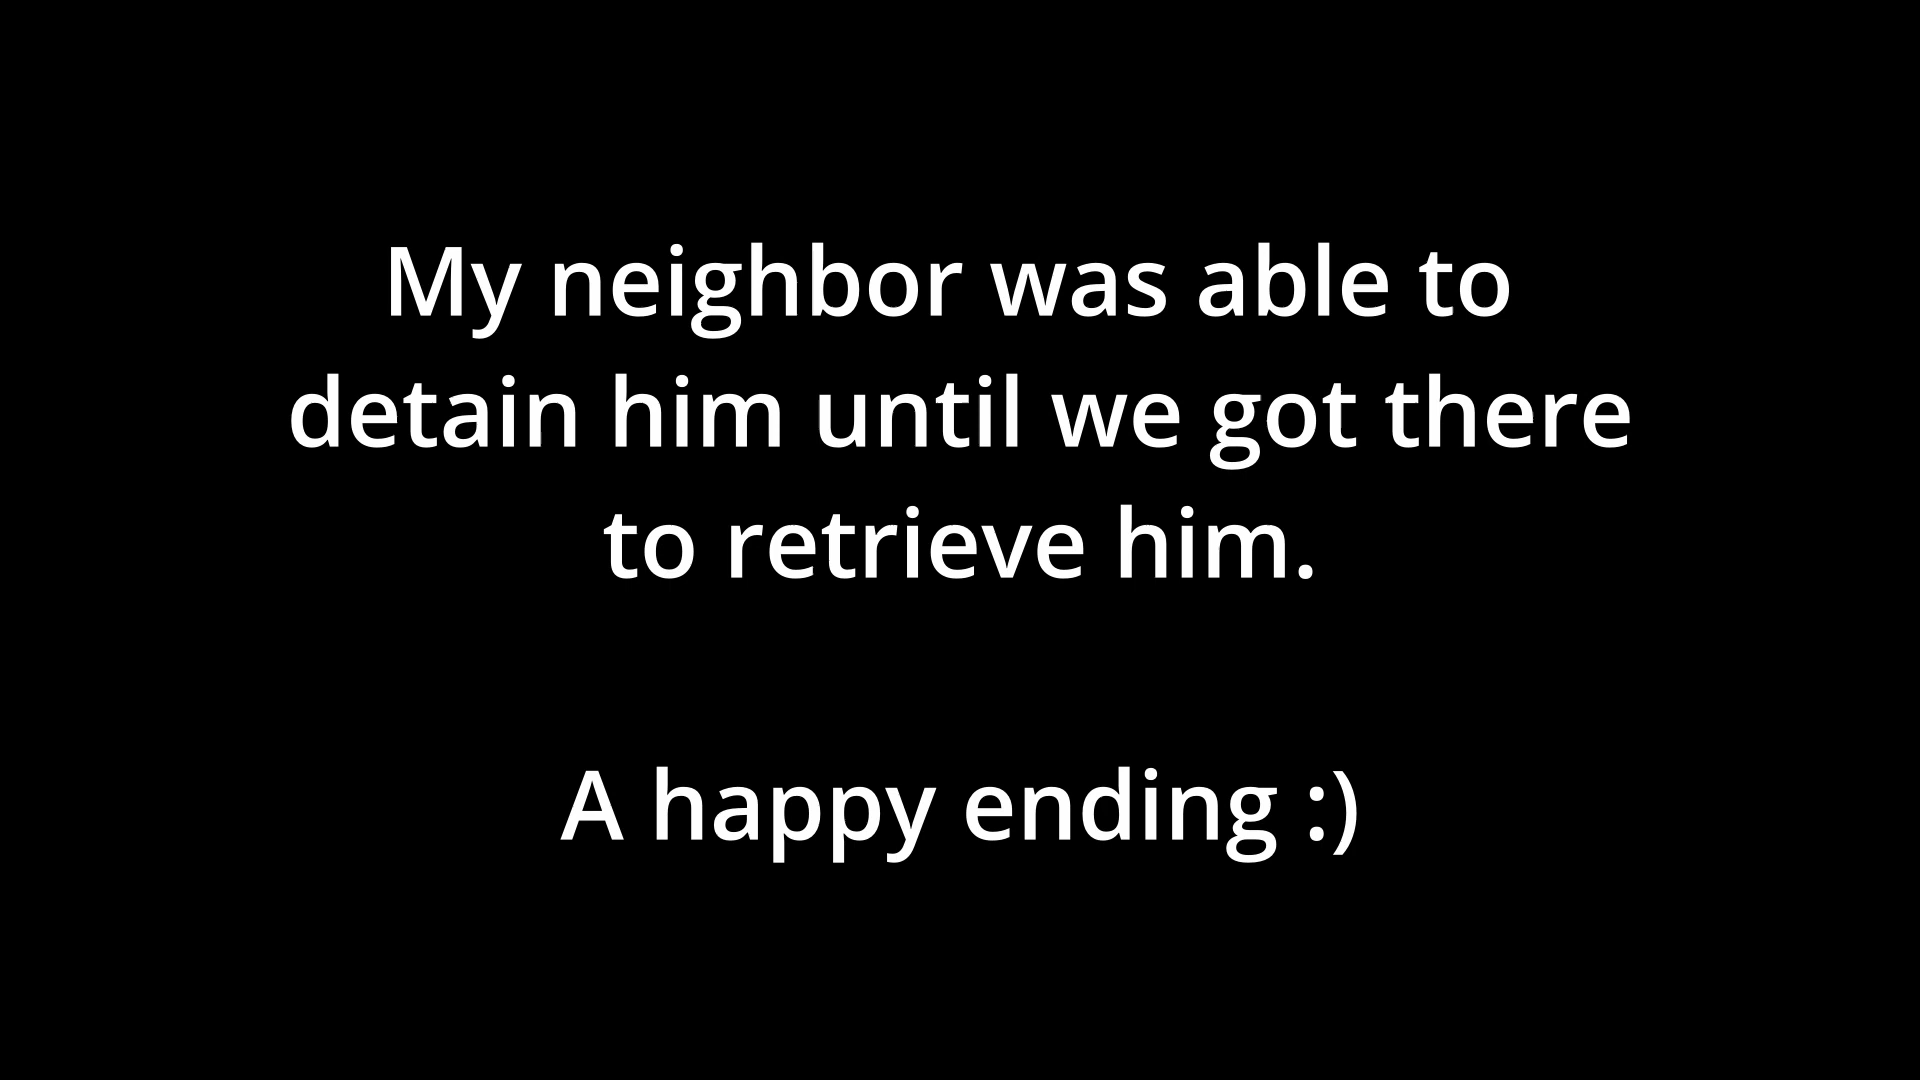 My neighbor was able to
detain him until we got there
to retrieve him.
A happy ending :)